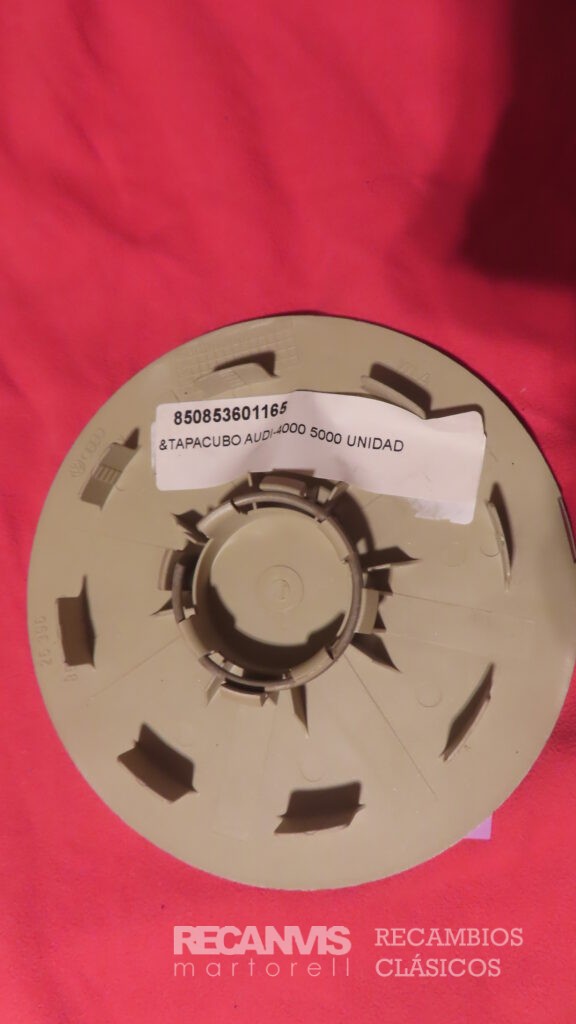 850853601165
&TAPACUBO AUDI-4000 5000 UNIDAD
RECANVIS
martorell
RECAMBIOS
CLÁSICOS